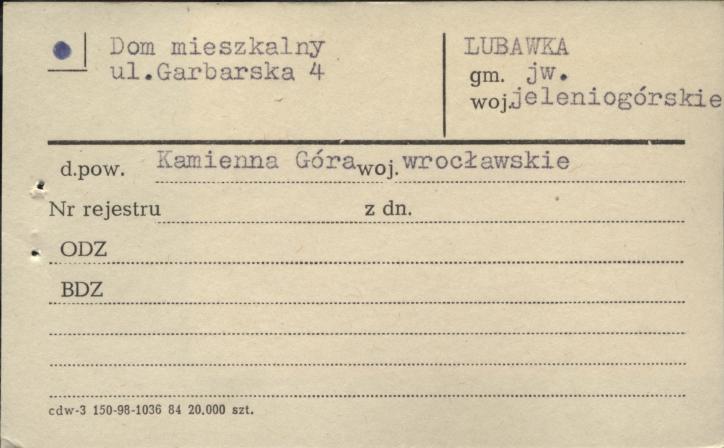 Dom mieszkalny
ul.Garbarska 4
LUBAWKA
gm. jw.
woj.jeleniogórskie
d.pow. Kamienna Góra woj. wrocławskie
Nr rejestru z dn.
ODZ
BDZ
cdw-3 150-98-1036 84 20.000 szt.